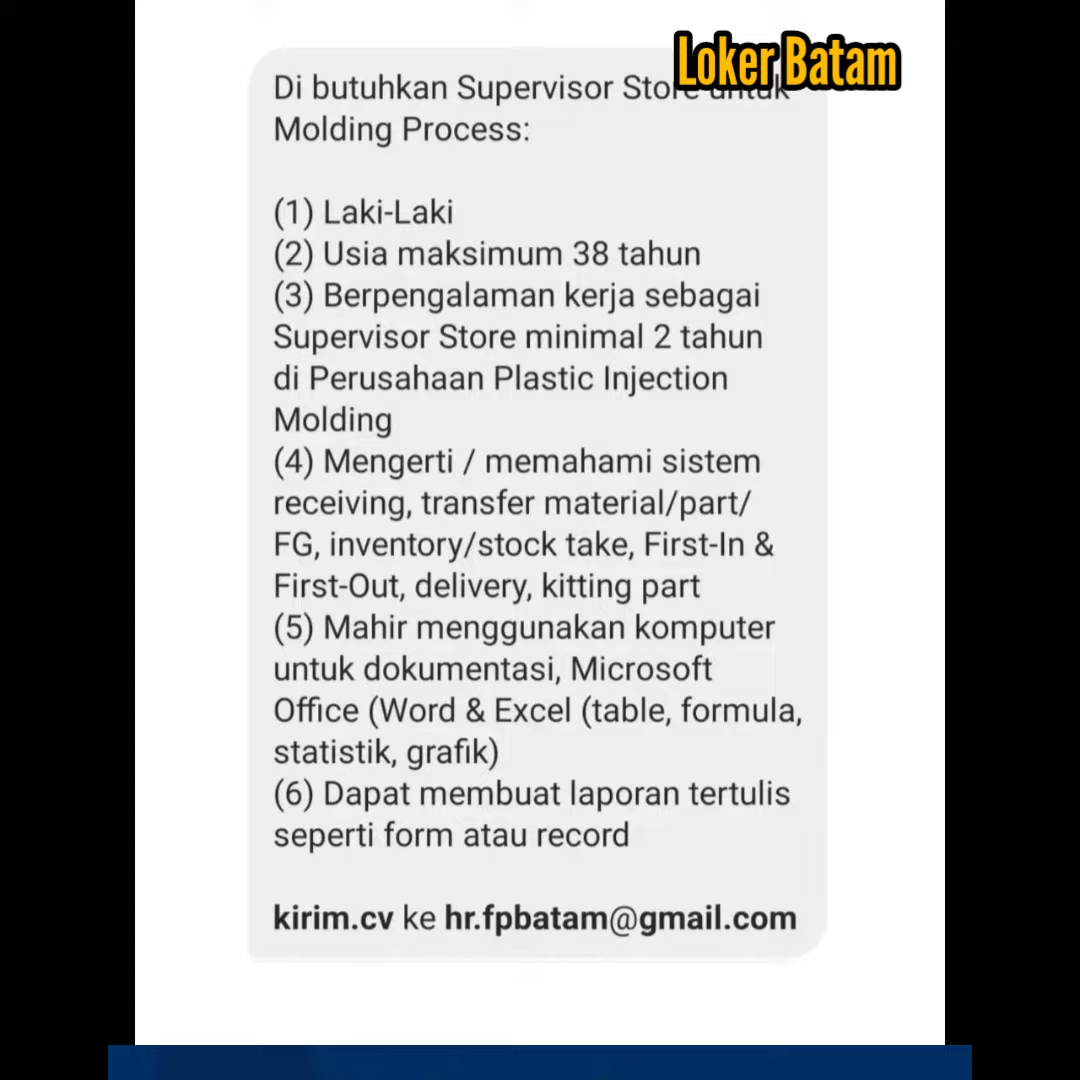 Loker Batam
Di butuhkan Supervisor Store untuk
Molding Process:
(1) Laki-Laki
(2) Usia maksimum 38 tahun
(3) Berpengalaman kerja sebagai
Supervisor Store minimal 2 tahun
di Perusahaan Plastic Injection
Molding
(4) Mengerti / memahami sistem
receiving, transfer material/part/
FG, inventory/stock take, First-In &
First-Out, delivery, kitting part
(5) Mahir menggunakan komputer
untuk dokumentasi, Microsoft
Office (Word & Excel (table, formula,
statistik, grafik)
(6) Dapat membuat laporan tertulis
seperti form atau record
kirim.cv ke hr.fpbatam@gmail.com